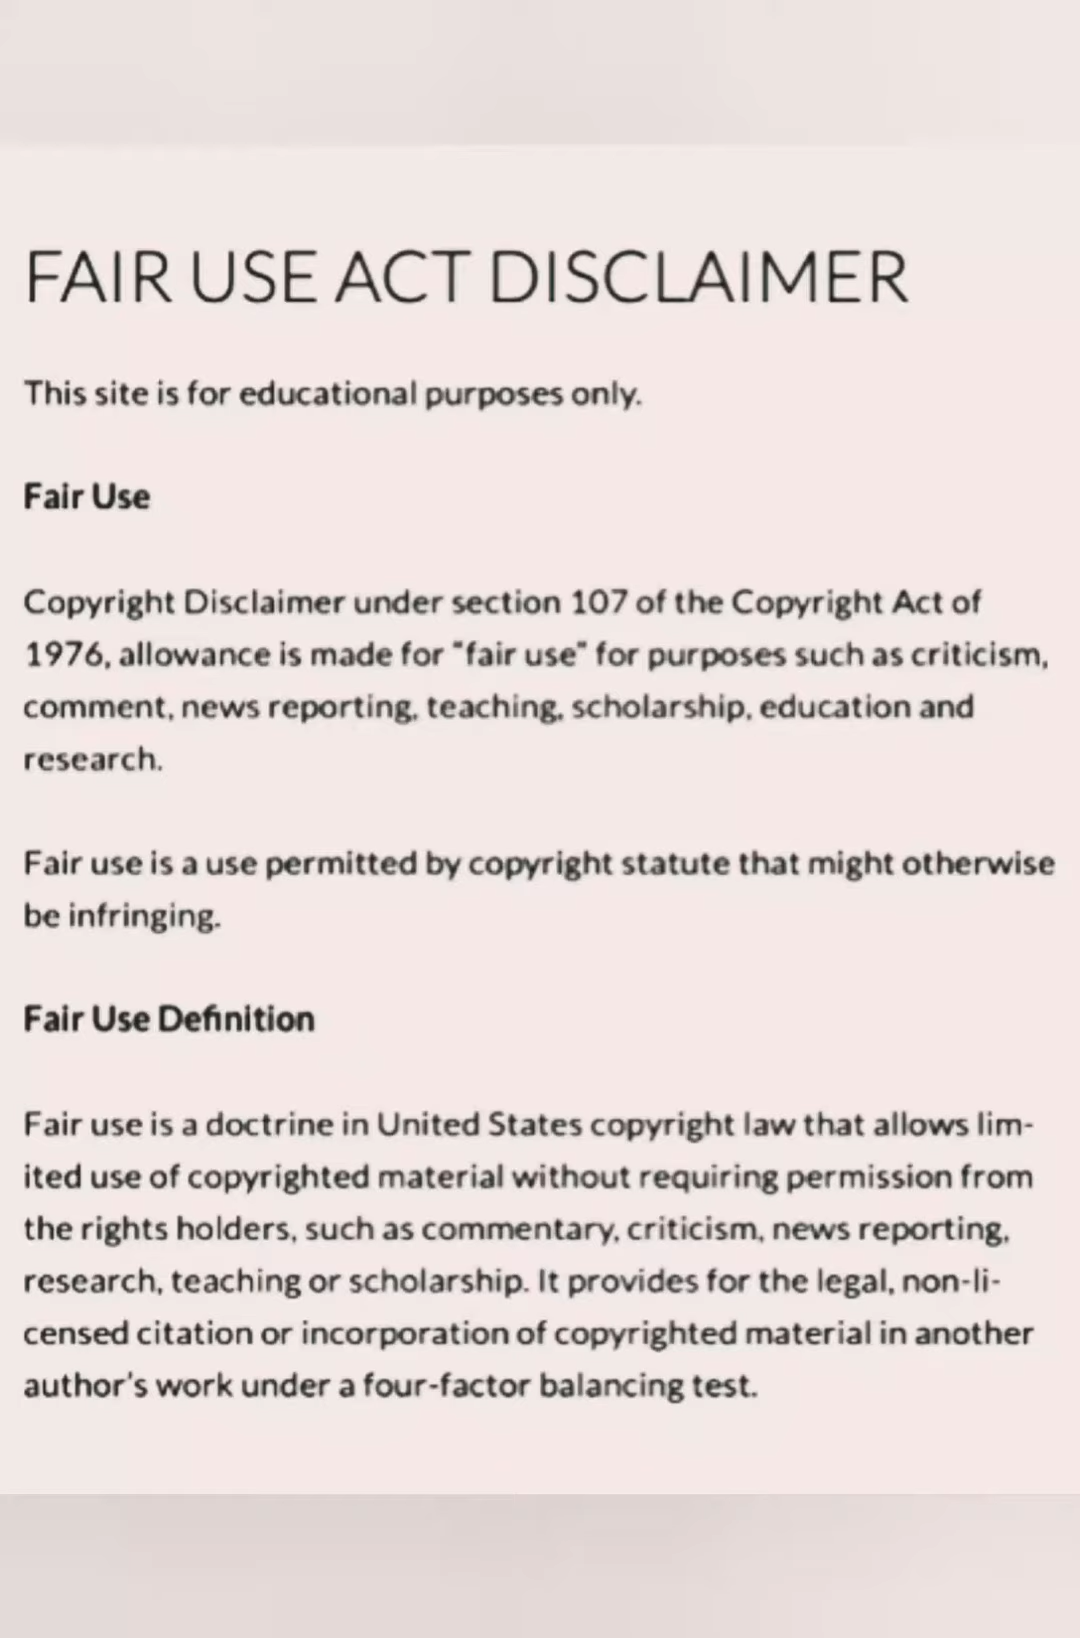 FAIR USE ACT DISCLAIMER
This site is for educational purposes only.
Fair Use
Copyright Disclaimer under section 107 of the Copyright Act of
1976, allowance is made for "fair use" for purposes such as criticism,
comment, news reporting, teaching, scholarship, education and
research.
Fair use is a use permitted by copyright statute that might otherwise
be infringing.
Fair Use Definition
Fair use is a doctrine in United States copyright law that allows lim-
ited use of copyrighted material without requiring permission from
the rights holders, such as commentary, criticism, news reporting,
research, teaching or scholarship. It provides for the legal, non-li-
censed citation or incorporation of copyrighted material in another
author's work under a four-factor balancing test.